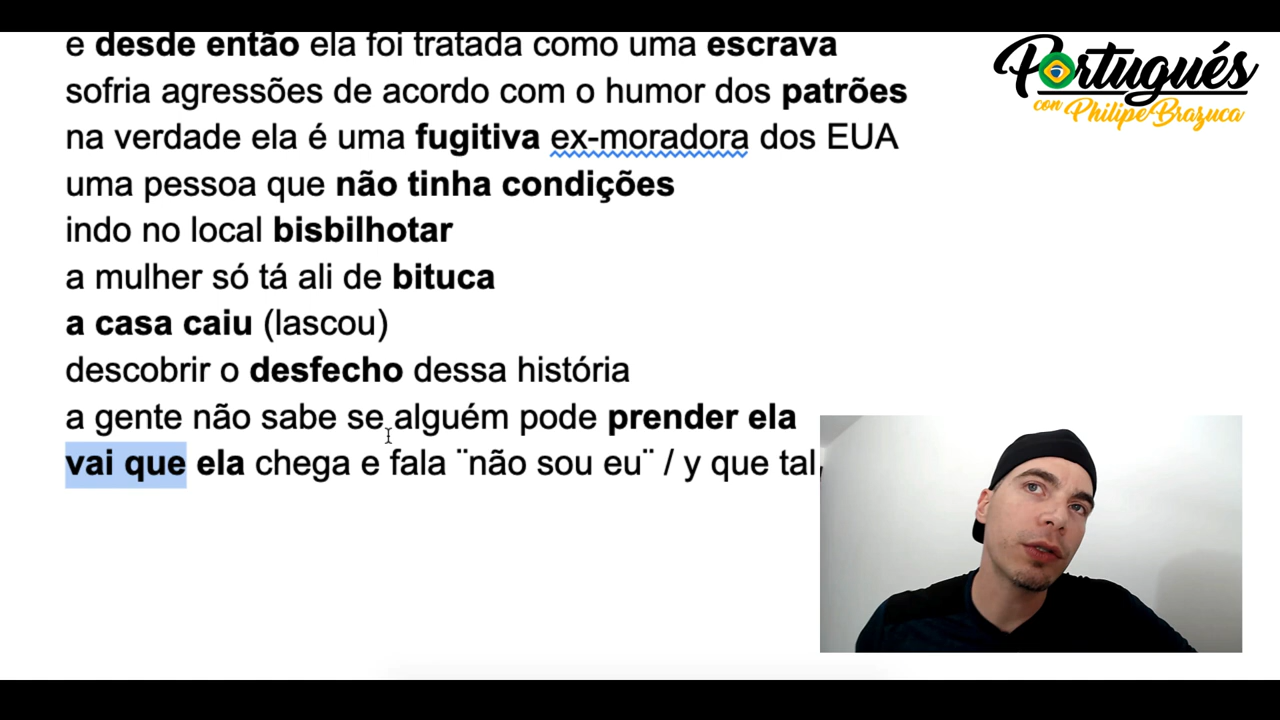 e desde então ela foi tratada como uma escrava
sofria agressões de acordo com o humor dos patrões
na verdade ela é uma fugitiva ex-moradora dos EUA
uma pessoa que não tinha condições
indo no local bisbilhotar
a mulher só tá ali de bituca
a casa caiu (lascou)
descobrir o desfecho dessa história
a gente não sabe se alguém pode prender ela
vai que ela chega e fala ¨não sou eu¨ / y que tal,
Portugués
con PhilipeBrazuca